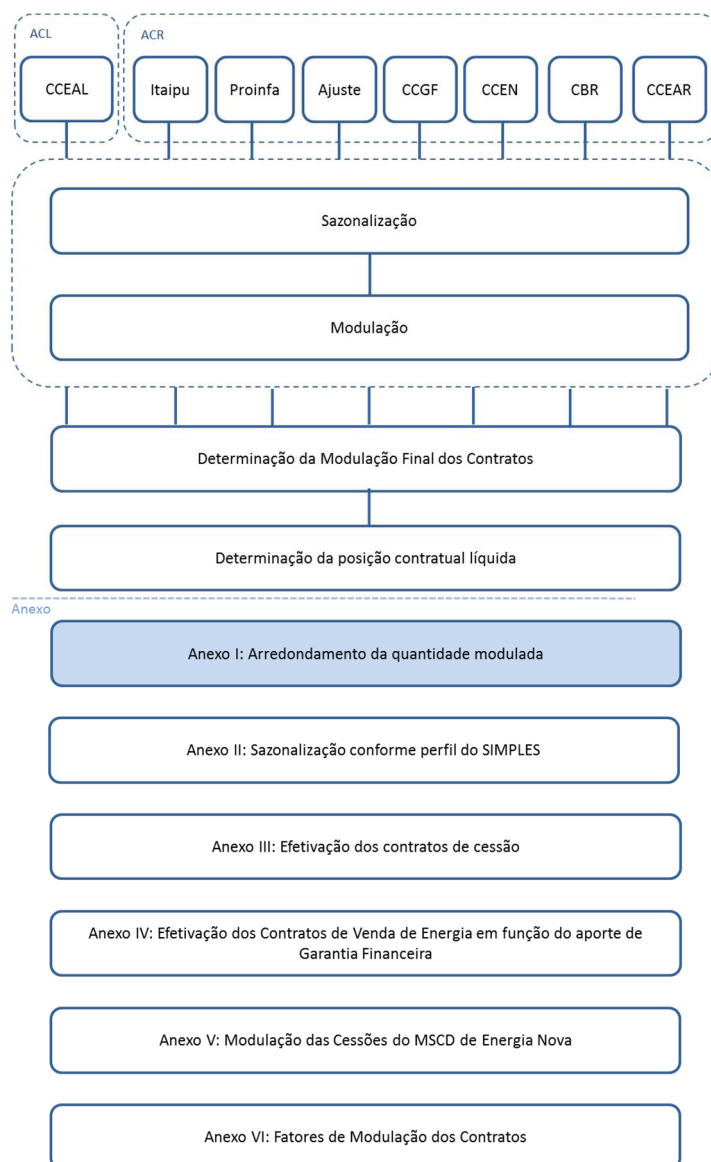 ACL
ACR
CCEAL
Itaipu
Proinfa
Ajuste
CCGF
CCEN
CBR
CCEAR
Sazonalização
Modulação
Determinação da Modulação Final dos Contratos
Determinação da posição contratual líquida
Anexo
Anexo I: Arredondamento da quantidade modulada
Anexo II: Sazonalização conforme perfil do SIMPLES
Anexo III: Efetivação dos contratos de cessão
Anexo IV: Efetivação dos Contratos de Venda de Energia em função do aporte de
Garantia Financeira
Anexo V: Modulação das Cessões do MSCD de Energia Nova
Anexo VI: Fatores de Modulação dos Contratos